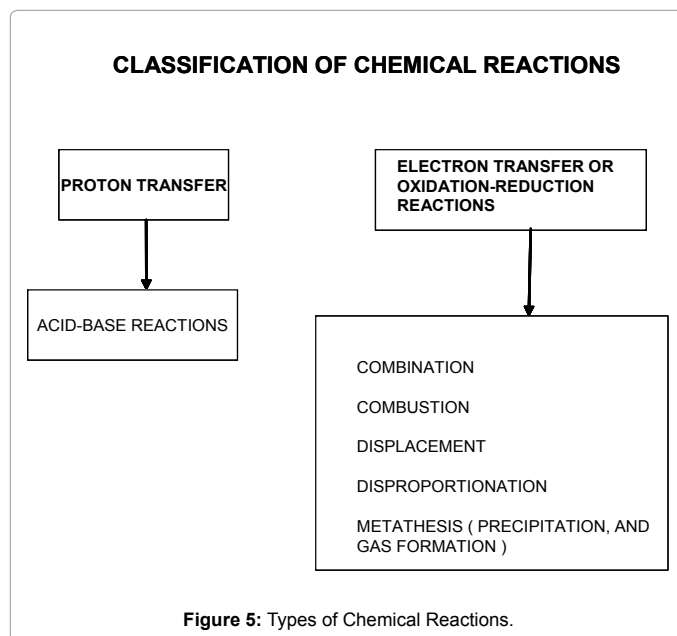 CLASSIFICATION OF CHEMICAL REACTIONS
PROTON TRANSFER
ELECTRON TRANSFER OR
OXIDATION-REDUCTION
REACTIONS
ACID-BASE REACTIONS
COMBINATION
COMBUSTION
DISPLACEMENT
DISPROPORTIONATION
METATHESIS ( PRECIPITATION, AND
GAS FORMATION )
Figure 5: Types of Chemical Reactions.